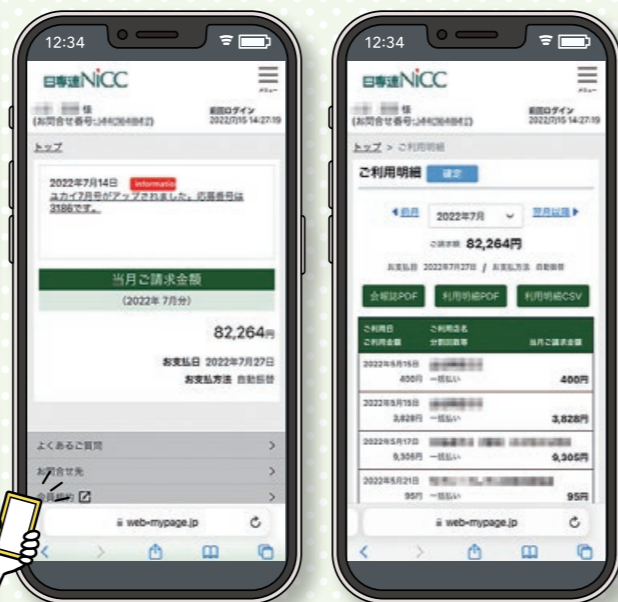 12:34
日専連NiCC
メニュー
様
前回ログイン
(お問合せ番号:
2022/7/15 14:27:19
トップ
2022年7月14日 Informatio
ユカイ7月号がアップされました。応募番号は
3186です。
当月ご請求金額
(2022年 7月分)
82,264円
お支払日 2022年7月27日
お支払方法 自動振替
よくあるご質問
お問合せ先
会員規約
web-mypage.jp
12:34
日専連NiCC
メニュー
様
前回ログイン
(お問合せ番号:
2022/7/15 14:27:19
トップ > ご利用明細
ご利用明細 確定
前月 2022年7月 翌月以降
ご請求額 82,264円
お支払日 2022年7月27日 / お支払方法 自動振替
会報誌PDF 利用明細PDF 利用明細CSV
ご利用日 ご利用店名
ご利用金額 分割回数等 当月ご請求金額
2022年5月15日
400円 一括払い 400円
2022年5月15日
3,828円 一括払い 3,828円
2022年5月17日
9,305円 一括払い 9,305円
2022年5月21日
95円 一括払い 95円
web-mypage.jp